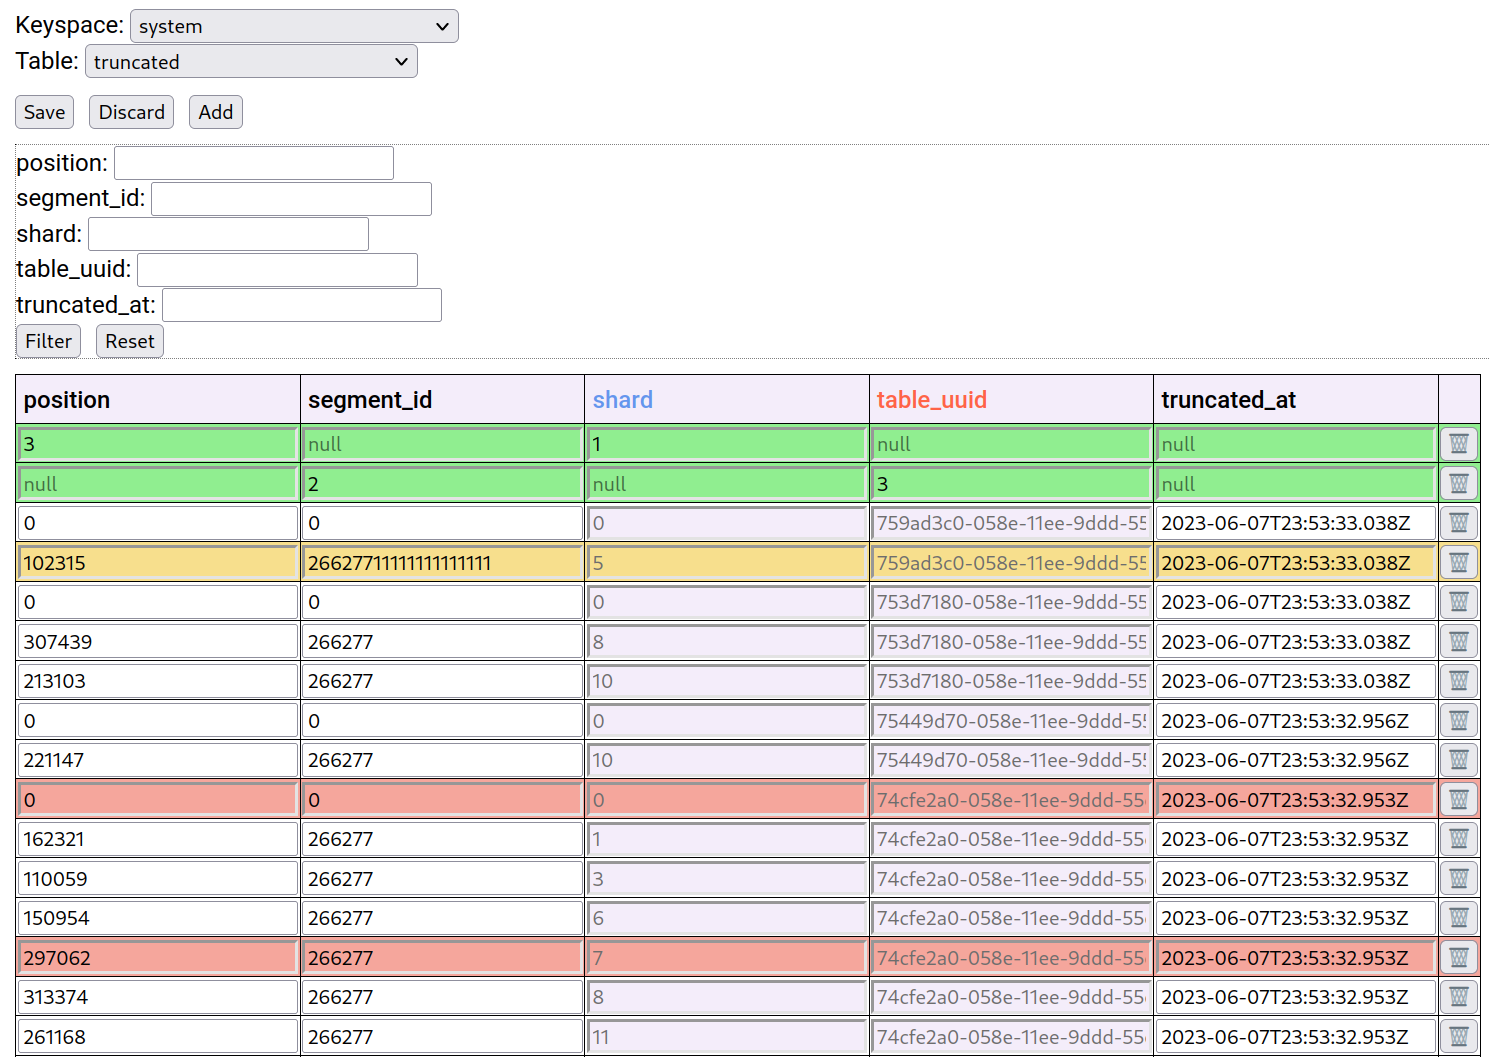 Keyspace: system
Table: truncated
Save Discard Add
position:
segment_id:
shard:
table_uuid:
truncated_at:
Filter Reset
position segment_id shard table_uuid truncated_at
3 null 1 null null
null 2 null 3 null
0 0 0 759ad3c0-058e-11ee-9ddd-55 2023-06-07T23:53:33.038Z
102315 26627711111111111111 5 759ad3c0-058e-11ee-9ddd-55 2023-06-07T23:53:33.038Z
0 0 0 753d7180-058e-11ee-9ddd-55 2023-06-07T23:53:33.038Z
307439 266277 8 753d7180-058e-11ee-9ddd-55 2023-06-07T23:53:33.038Z
213103 266277 10 753d7180-058e-11ee-9ddd-55 2023-06-07T23:53:33.038Z
0 0 0 75449d70-058e-11ee-9ddd-55 2023-06-07T23:53:32.956Z
221147 266277 10 75449d70-058e-11ee-9ddd-55 2023-06-07T23:53:32.956Z
0 0 0 74cfe2a0-058e-11ee-9ddd-55 2023-06-07T23:53:32.953Z
162321 266277 1 74cfe2a0-058e-11ee-9ddd-55 2023-06-07T23:53:32.953Z
110059 266277 3 74cfe2a0-058e-11ee-9ddd-55 2023-06-07T23:53:32.953Z
150954 266277 6 74cfe2a0-058e-11ee-9ddd-55 2023-06-07T23:53:32.953Z
297062 266277 7 74cfe2a0-058e-11ee-9ddd-55 2023-06-07T23:53:32.953Z
313374 266277 8 74cfe2a0-058e-11ee-9ddd-55 2023-06-07T23:53:32.953Z
261168 266277 11 74cfe2a0-058e-11ee-9ddd-55 2023-06-07T23:53:32.953Z